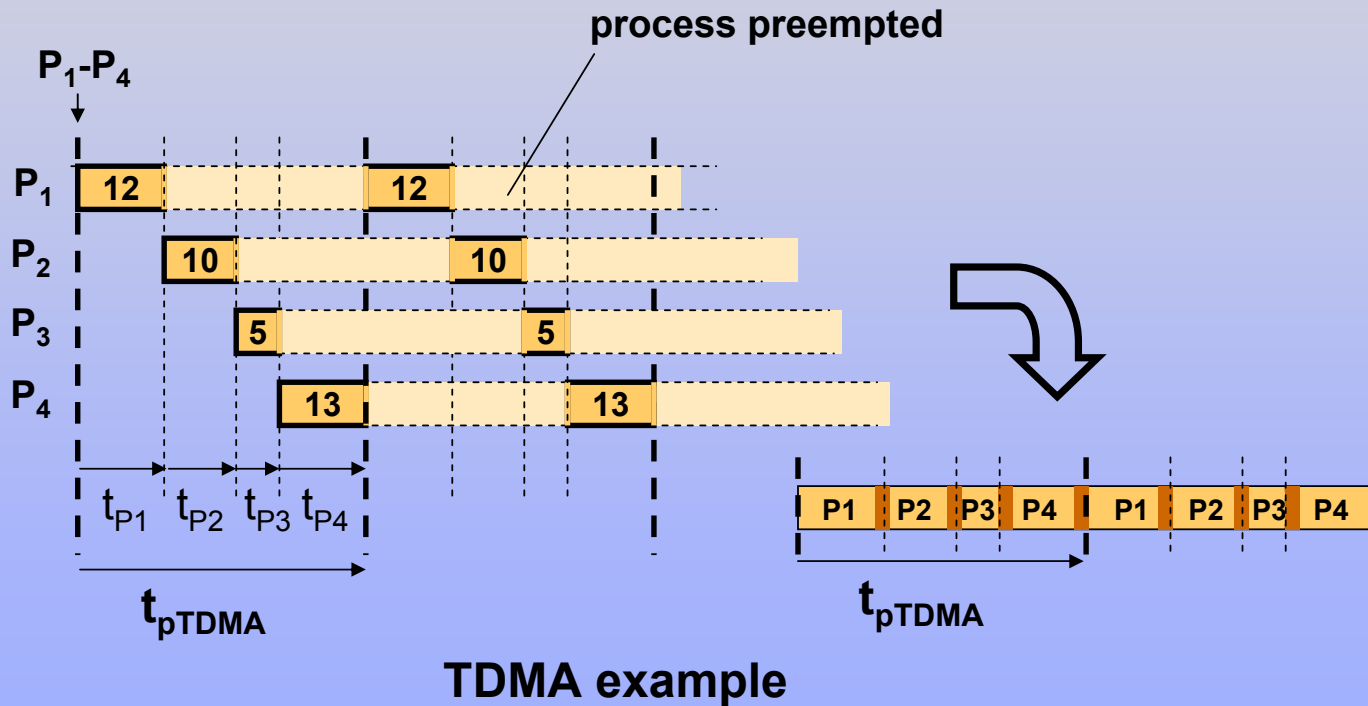 process preempted
P1-P4
P1 12 12
P2 10 10
P3 5 5
P4 13 13
tP1 tP2 tP3 tP4
P1 P2 P3 P4 P1 P2 P3 P4
tpTDMA tpTDMA
TDMA example